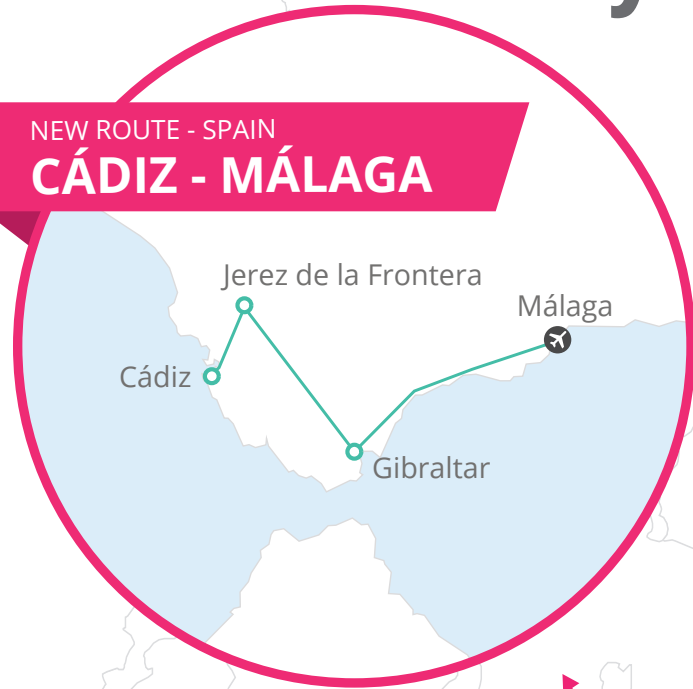 NEW ROUTE - SPAIN
CÁDIZ - MÁLAGA
Jerez de la Frontera
Málaga
Cádiz
Gibraltar